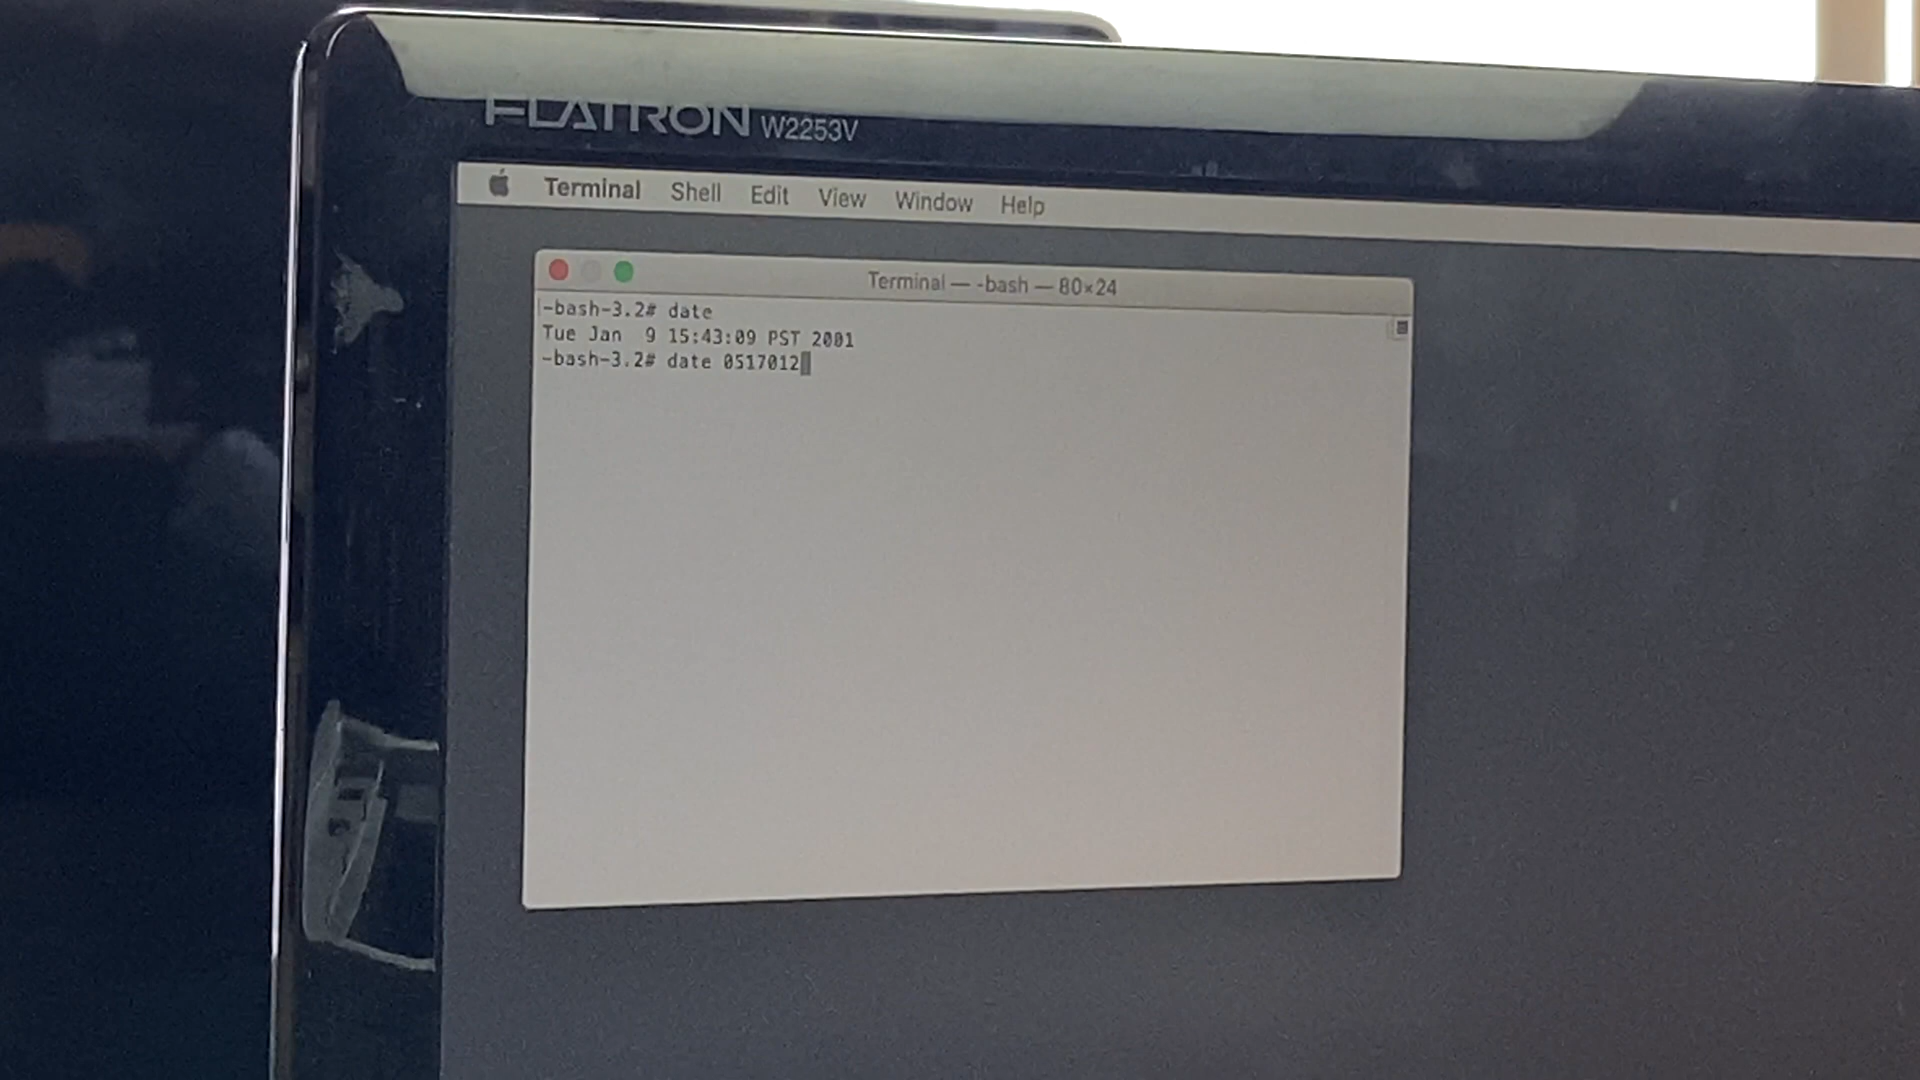 FLATRON W2253V
Terminal Shell Edit View Window Help
Terminal — -bash — 80×24
-bash-3.2# date
Tue Jan  9 15:43:09 PST 2001
-bash-3.2# date 0517012